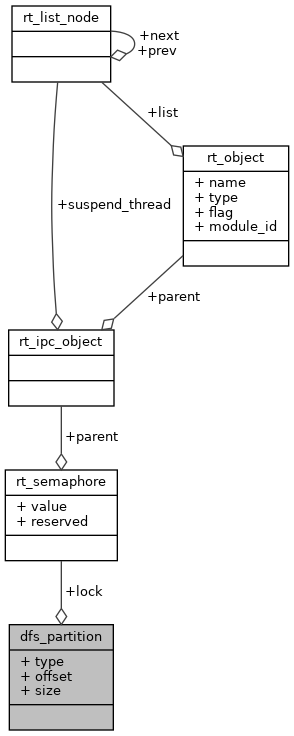 rt_list_node
+next
+prev
+list
rt_object
+ name
+ type
+ flag
+ module_id
+suspend_thread
+parent
rt_ipc_object
+parent
rt_semaphore
+ value
+ reserved
+lock
dfs_partition
+ type
+ offset
+ size